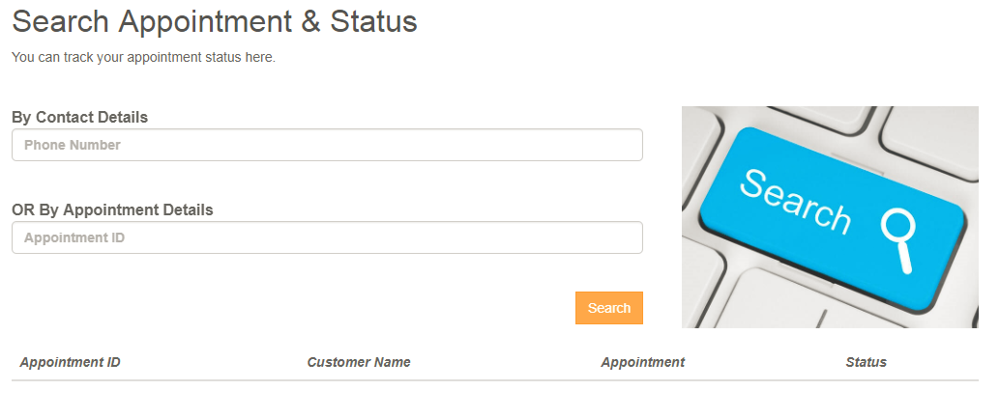 Search Appointment & Status
You can track your appointment status here.
By Contact Details
Phone Number
OR By Appointment Details
Appointment ID
Search
Search
Appointment ID Customer Name Appointment Status